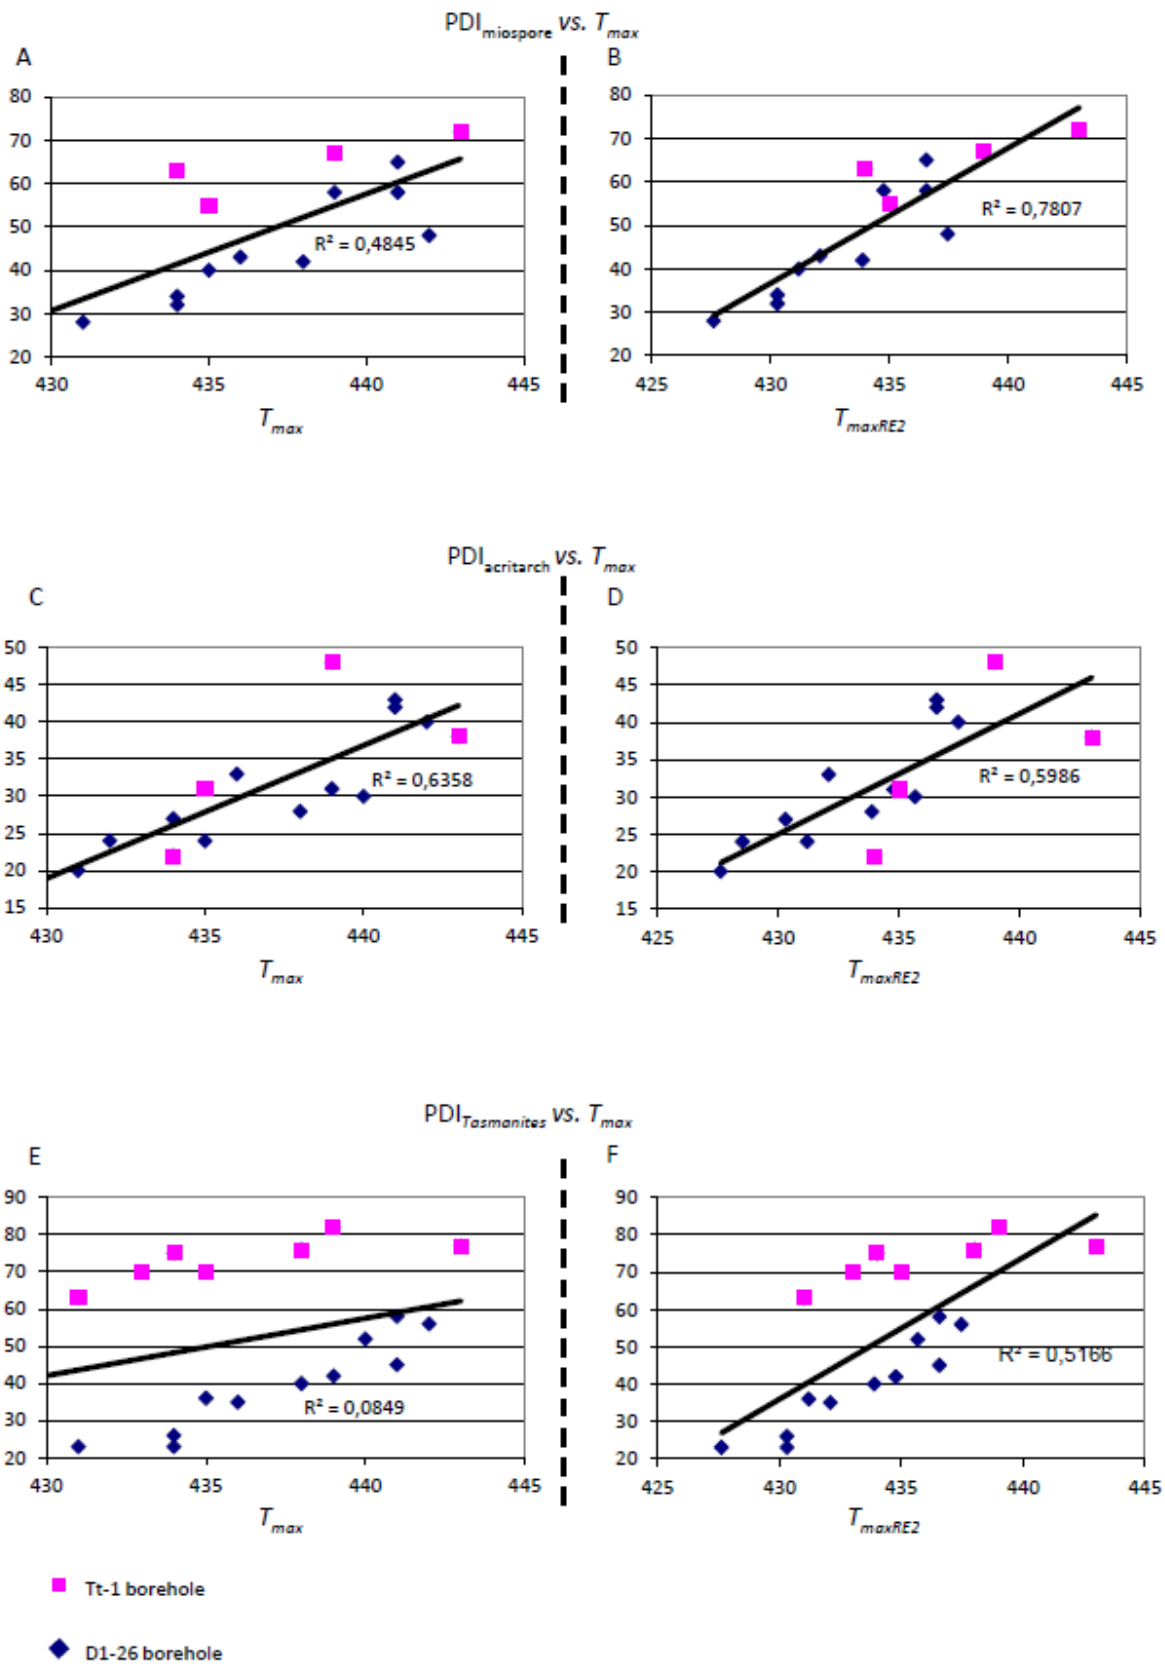 PDImiospore vs. Tmax
A
B
80
70
60
50
40
30
20
R² = 0,4845
430 435 440 445
Tmax
80
70
60
50
40
30
20
R² = 0,7807
425 430 435 440 445
TmaxRE2
PDIacritarch vs. Tmax
C
D
50
45
40
35
30
25
20
15
R² = 0,6358
430 435 440 445
Tmax
50
45
40
35
30
25
20
15
R² = 0,5986
425 430 435 440 445
TmaxRE2
PDITasmanites vs. Tmax
E
F
90
80
70
60
50
40
30
20
R² = 0,0849
430 435 440 445
Tmax
90
80
70
60
50
40
30
20
R² = 0,5166
425 430 435 440 445
TmaxRE2
Tt-1 borehole
D1-26 borehole